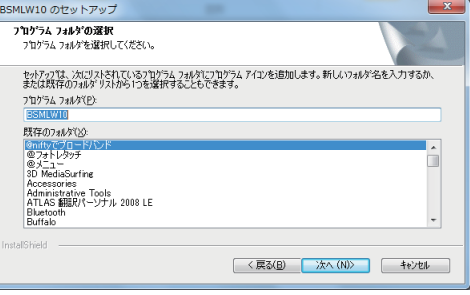 BSMLW10 のセットアップ
プログラム フォルダの選択
プログラム フォルダを選択してください。
セットアップは、次にリストされているプログラム フォルダにプログラム アイコンを追加します。新しいフォルダ名を入力するか、
または既存のフォルダ リストから1つを選択することもできます。
プログラム フォルダ(P):
BSMLW10
既存のフォルダ(X):
@niftyでブロードバンド
@フォトレタッチ
@メニュー
3D MediaSurfing
Accessories
Administrative Tools
ATLAS 翻訳パーソナル 2008 LE
Bluetooth
Buffalo
InstallShield
< 戻る(B)
次へ (N)>
キャンセル